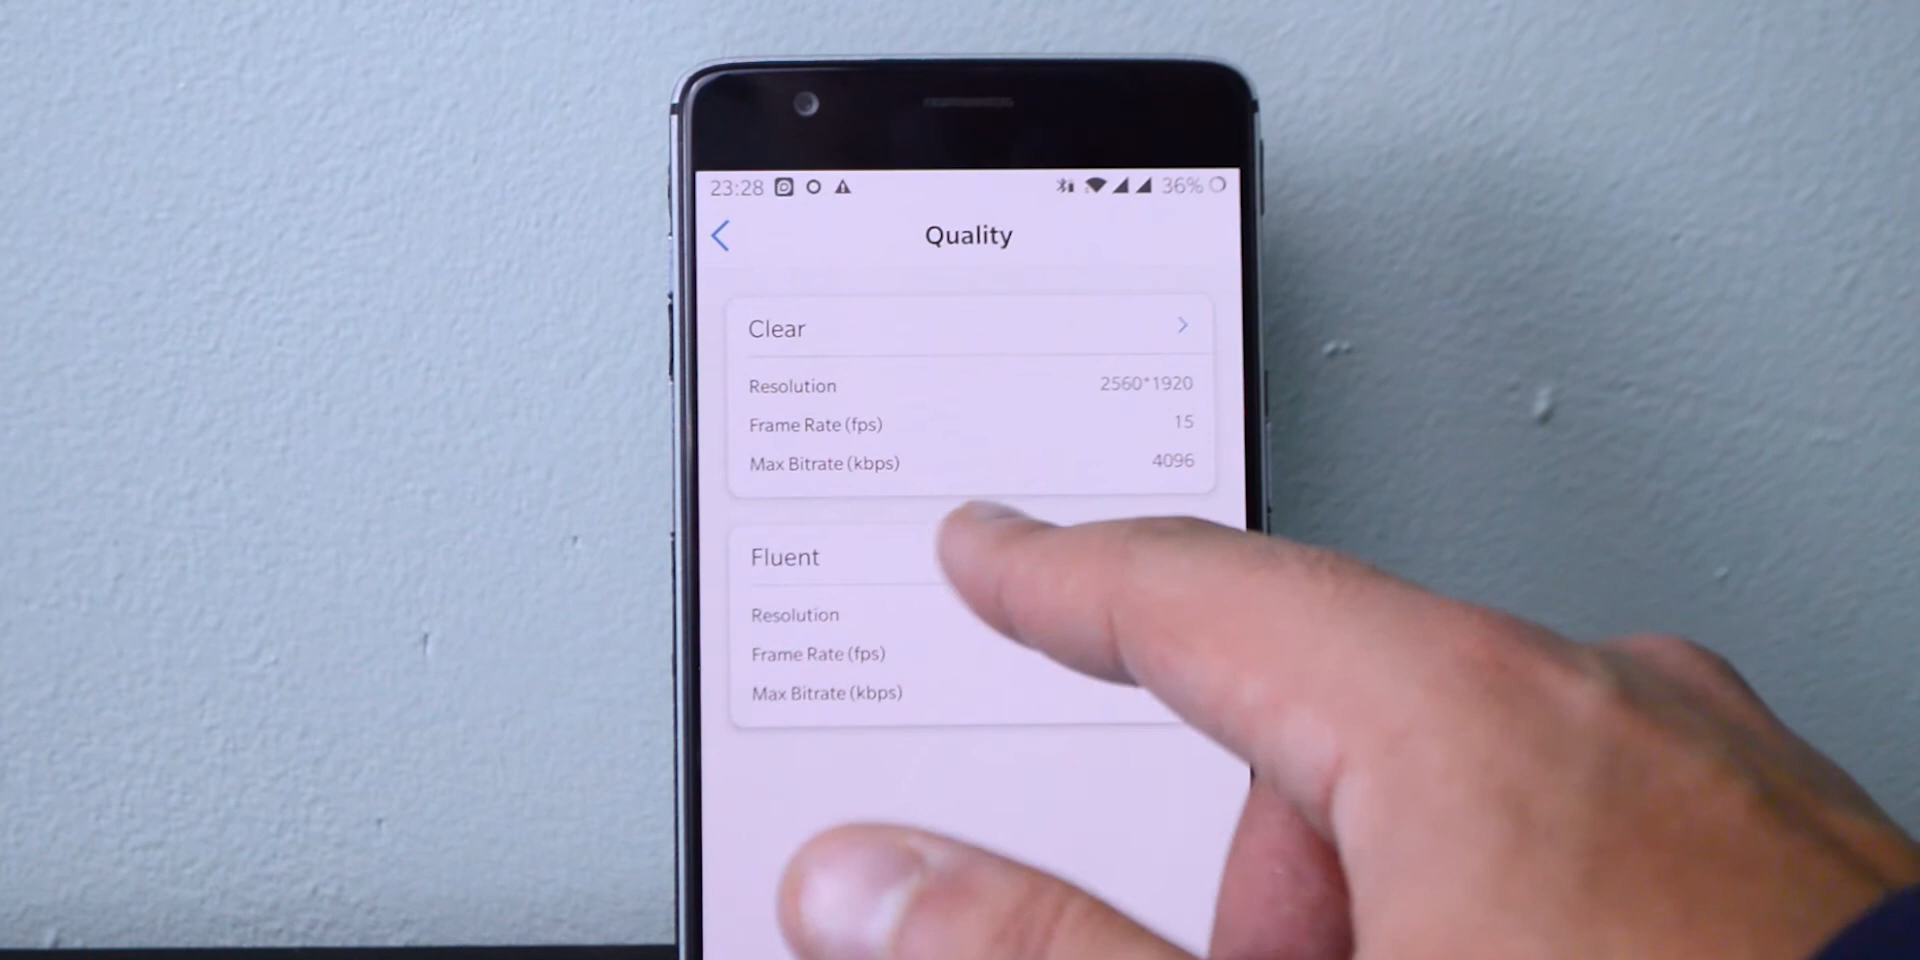 23:28 36%
Quality
Clear
Resolution 2560*1920
Frame Rate (fps) 15
Max Bitrate (kbps) 4096
Fluent
Resolution
Frame Rate (fps)
Max Bitrate (kbps)